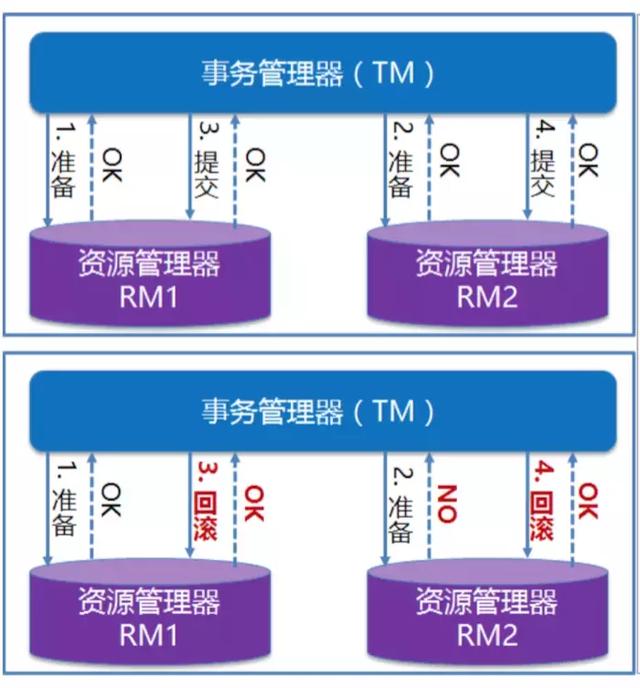 事务管理器（TM）
1. 准备
OK
3. 提交
OK
2. 准备
OK
4. 提交
OK
资源管理器
RM1
资源管理器
RM2
事务管理器（TM）
1. 准备
OK
3. 回滚
OK
2. 准备
NO
4. 回滚
OK
资源管理器
RM1
资源管理器
RM2